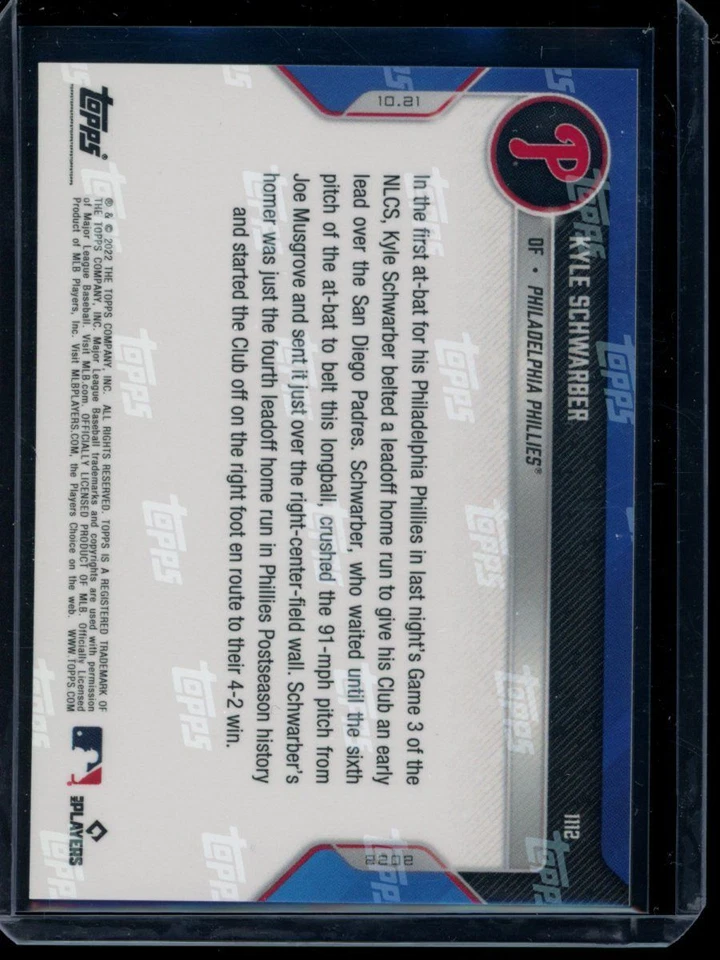 KYLE SCHWARBER 1112
OF • PHILADELPHIA PHILLIES®
P
10.21 2022
In the first at-bat for his Philadelphia Phillies in last night's Game 3 of the
NLCS, Kyle Schwarber belted a leadoff home run to give his Club an early
lead over the San Diego Padres. Schwarber, who waited until the sixth
pitch of the at-bat to belt this longball, crushed the 91-mph pitch from
Joe Musgrove and sent it just over the right-center-field wall. Schwarber's
homer was just the fourth leadoff home run in Phillies Postseason history
and started the Club off on the right foot en route to their 4-2 win.
topps®
® & © 2022 THE TOPPS COMPANY, INC. ALL RIGHTS RESERVED. TOPPS IS A REGISTERED TRADEMARK OF
THE TOPPS COMPANY, INC. Major League Baseball trademarks and copyrights are used with permission
of Major League Baseball. Visit MLB.com. OFFICIALLY LICENSED PRODUCT OF MLB. Officially Licensed
Product of MLB Players, Inc. Visit MLBPLAYERS.COM, the Players Choice on the web. WWW.TOPPS.COM
MLB PLAYERS